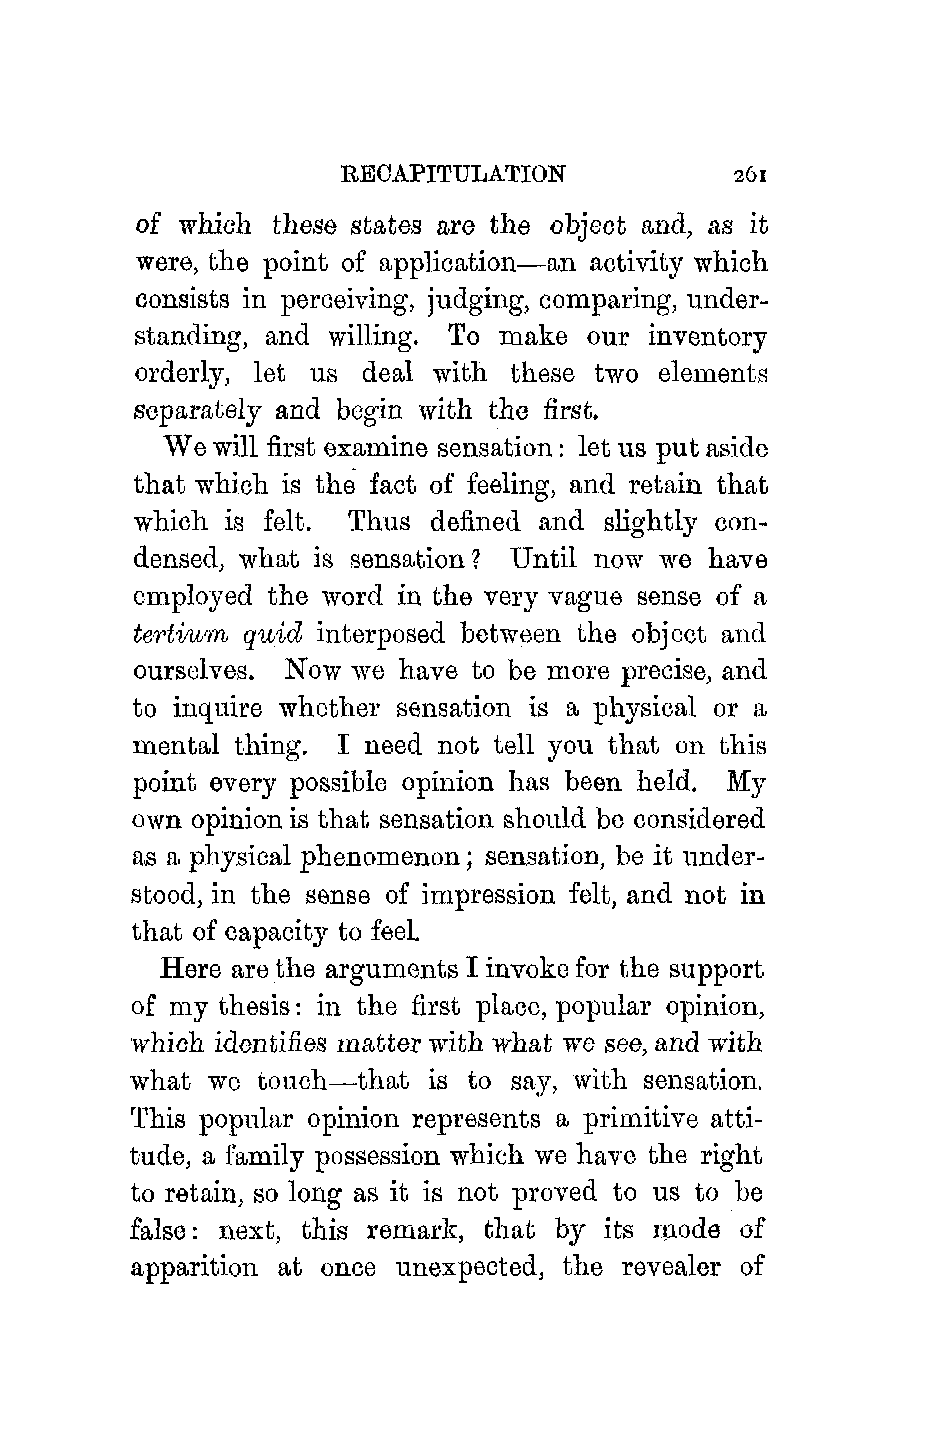 RECAPITULATION 261
of which these states are the object and, as it
were, the point of application—an activity which
consists in perceiving, judging, comparing, under-
standing, and willing. To make our inventory
orderly, let us deal with these two elements
separately and begin with the first.
We will first examine sensation: let us put aside
that which is the fact of feeling, and retain that
which is felt. Thus defined and slightly con-
densed, what is sensation? Until now we have
employed the word in the very vague sense of a
tertium quid interposed between the object and
ourselves. Now we have to be more precise, and
to inquire whether sensation is a physical or a
mental thing. I need not tell you that on this
point every possible opinion has been held. My
own opinion is that sensation should be considered
as a physical phenomenon; sensation, be it under-
stood, in the sense of impression felt, and not in
that of capacity to feel.
Here are the arguments I invoke for the support
of my thesis: in the first place, popular opinion,
which identifies matter with what we see, and with
what we touch—that is to say, with sensation.
This popular opinion represents a primitive atti-
tude, a family possession which we have the right
to retain, so long as it is not proved to us to be
false: next, this remark, that by its mode of
apparition at once unexpected, the revealer of